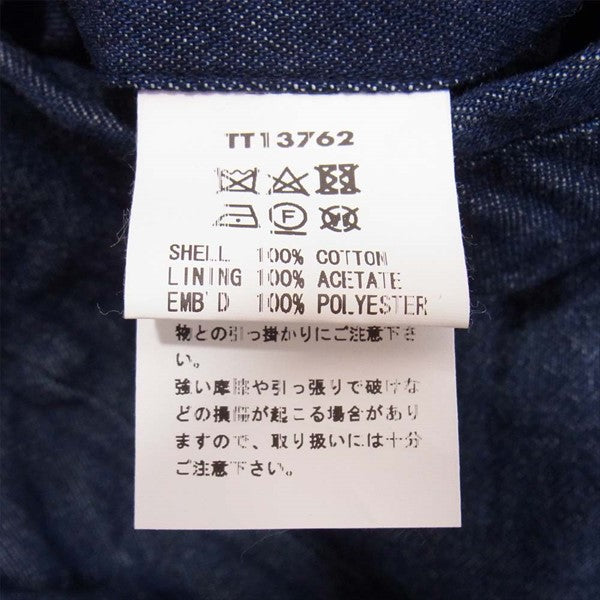 TT13762
F
W
SHELL 100% COTTON
LINING 100% ACETATE
EMB'D 100% POLYESTER
物との引っ掛かりにご注意下さ
い。
強い摩擦や引っ張りで破けな
どの損傷が起こる場合があり
ますので、取り扱いには十分
ご注意下さい。